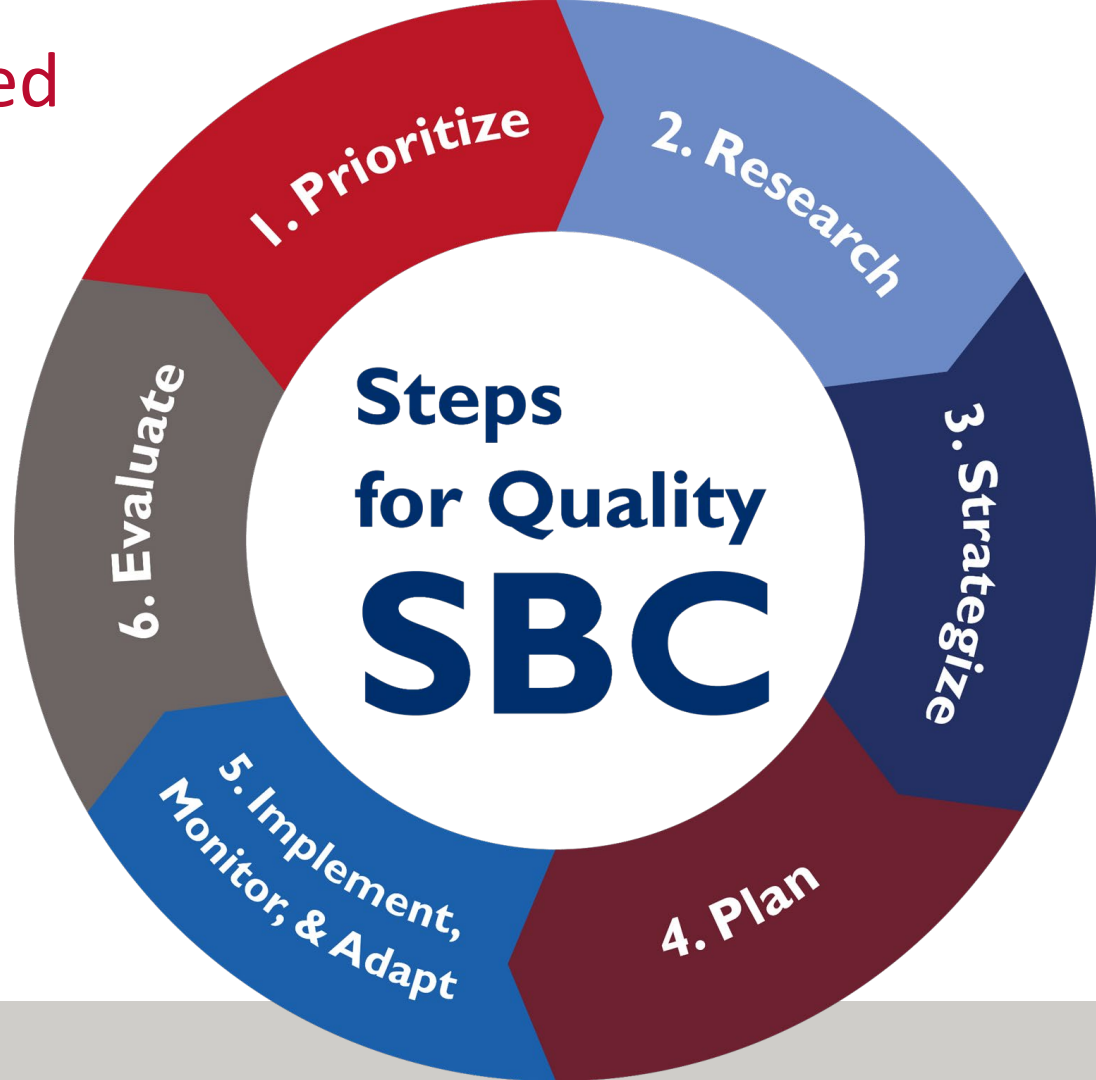 ed
1. Prioritize
2. Research
3. Strategize
4. Plan
5. Implement,
Monitor, & Adapt
6. Evaluate
Steps
for Quality
SBC